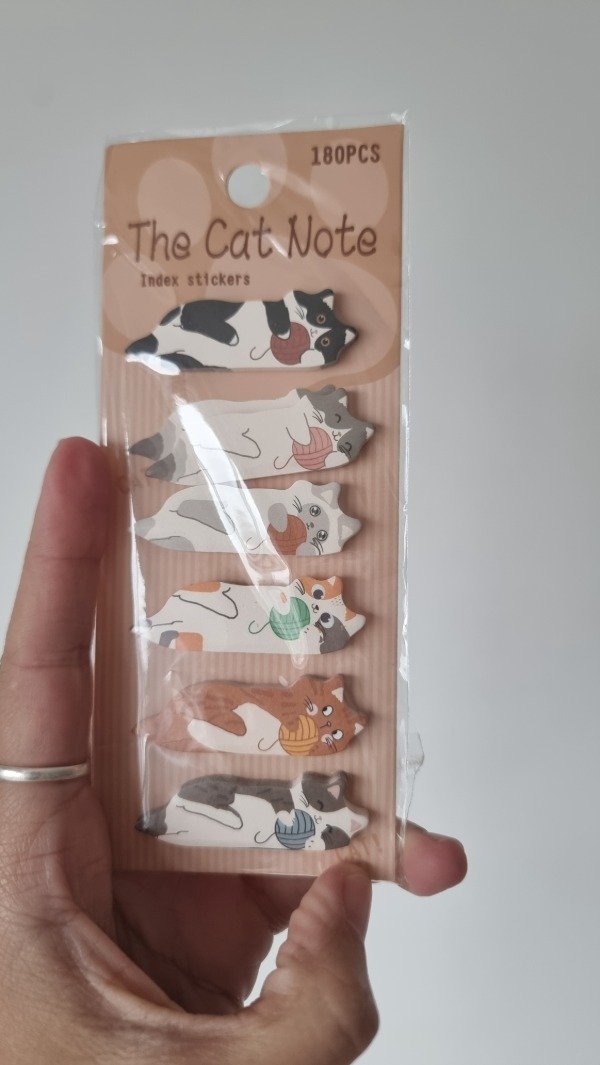 180PCS
The Cat Note
Index stickers